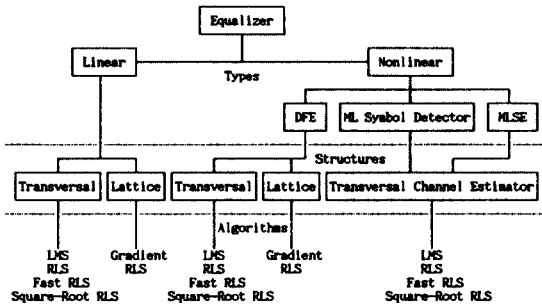 Equalizer
Linear
Nonlinear
Types
DFE
ML Symbol Detector
MLSE
Structures
Transversal
Lattice
Transversal
Lattice
Transversal Channel Estimator
Algorithms
LMS
RLS
Fast RLS
Square-Root RLS
Gradient
RLS
LMS
RLS
Fast RLS
Square-Root RLS
Gradient
RLS
LMS
RLS
Fast RLS
Square-Root RLS